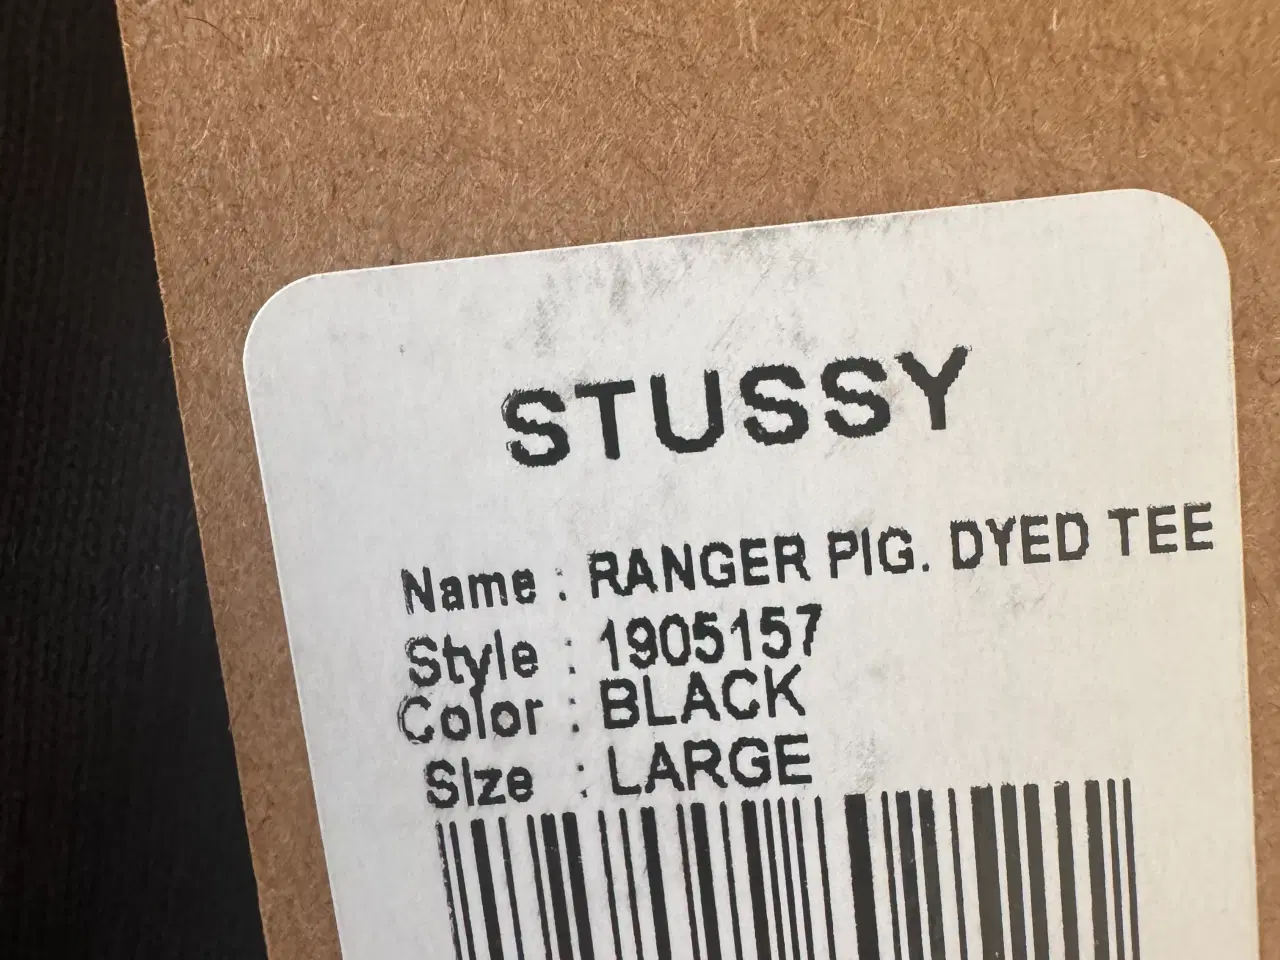 STUSSY
Name : RANGER PIG. DYED TEE
Style : 1905157
Color : BLACK
Size : LARGE